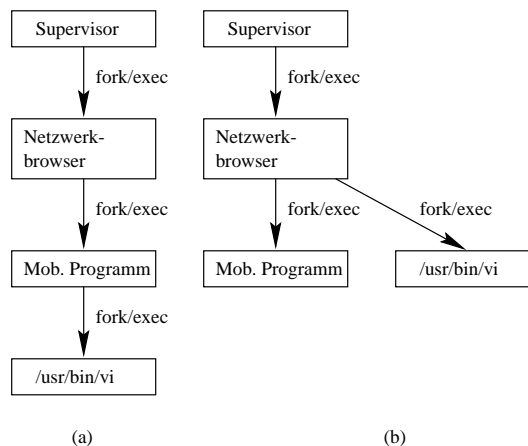 Supervisor
fork/exec
Netzwerk-
browser
fork/exec
Mob. Programm
fork/exec
/usr/bin/vi
(a)
Supervisor
fork/exec
Netzwerk-
browser
fork/exec
fork/exec
Mob. Programm
/usr/bin/vi
(b)